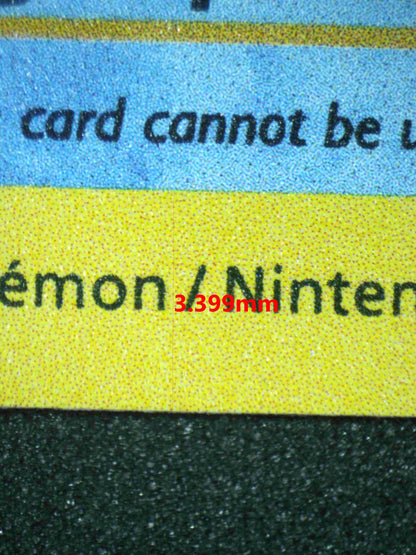 card cannot be
émon / Ninten
3.399mm